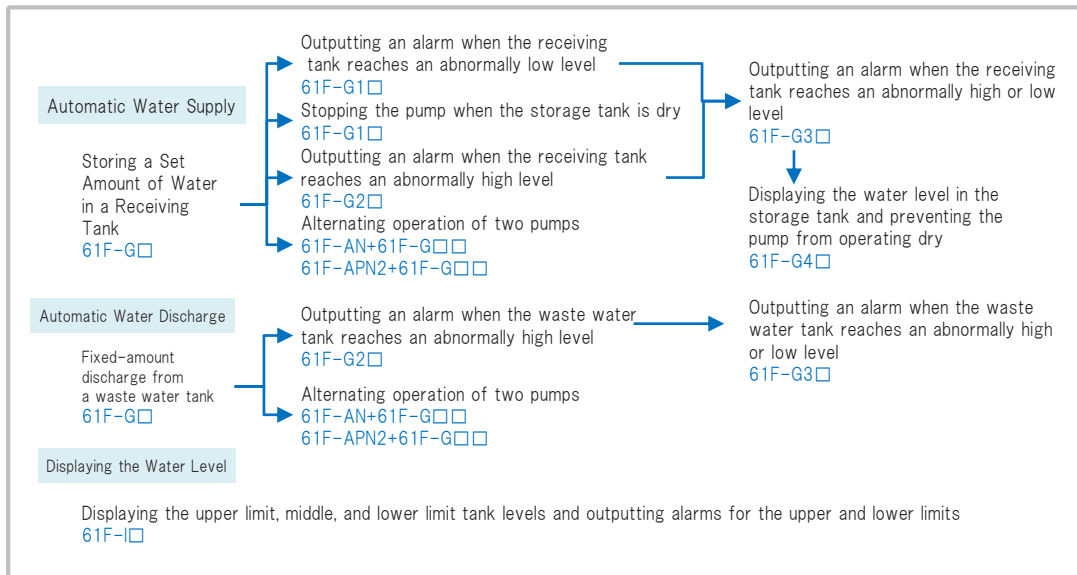 Automatic Water Supply
Storing a Set
Amount of Water
in a Receiving
Tank
61F-G□
Outputting an alarm when the receiving
tank reaches an abnormally low level
61F-G1□
Stopping the pump when the storage tank is dry
61F-G1□
Outputting an alarm when the receiving tank
reaches an abnormally high level
61F-G2□
Alternating operation of two pumps
61F-AN+61F-G□□
61F-APN2+61F-G□□
Outputting an alarm when the receiving
tank reaches an abnormally high or low
level
61F-G3□
Displaying the water level in the
storage tank and preventing the
pump from operating dry
61F-G4□
Automatic Water Discharge
Fixed-amount
discharge from
a waste water tank
61F-G□
Outputting an alarm when the waste water
tank reaches an abnormally high level
61F-G2□
Alternating operation of two pumps
61F-AN+61F-G□□
61F-APN2+61F-G□□
Outputting an alarm when the waste
water tank reaches an abnormally high
or low level
61F-G3□
Displaying the Water Level
Displaying the upper limit, middle, and lower limit tank levels and outputting alarms for the upper and lower limits
61F-I□